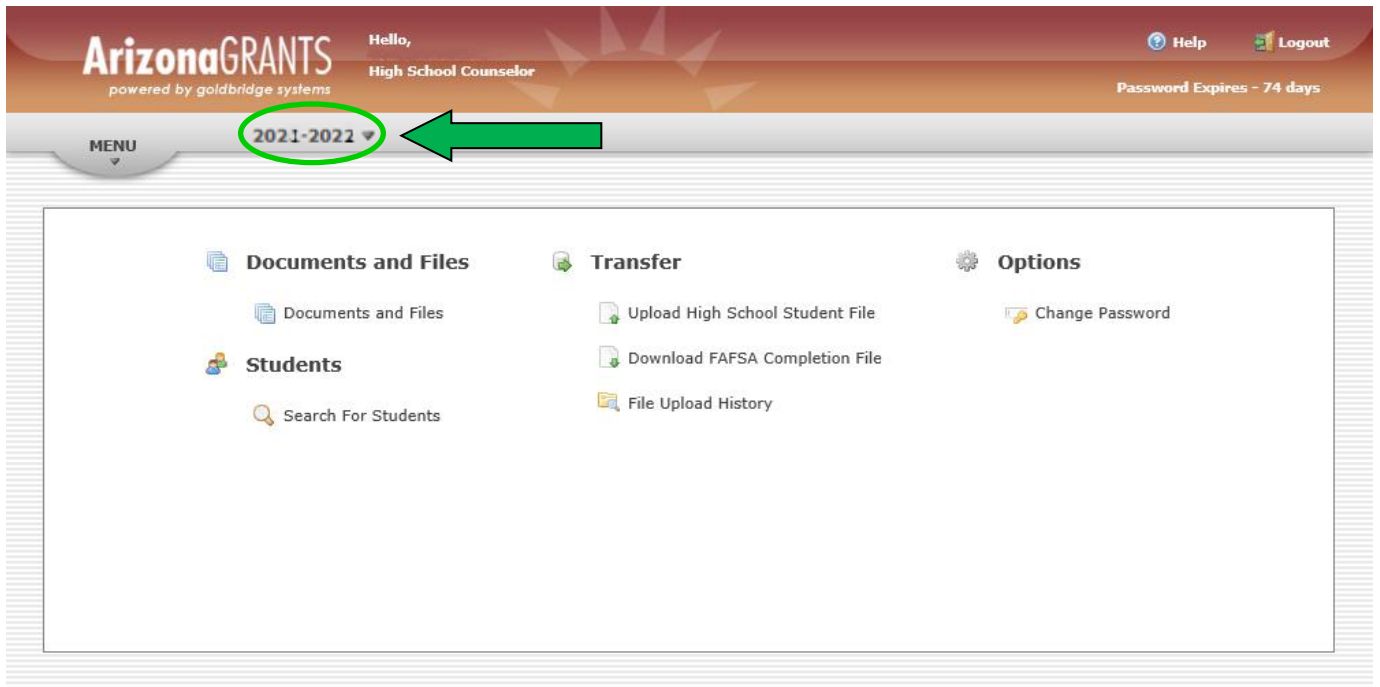 ArizonaGRANTS
powered by goldbridge systems
Hello,
High School Counselor
Help
Logout
Password Expires - 74 days
MENU
2021-2022
Documents and Files
Documents and Files
Students
Search For Students
Transfer
Upload High School Student File
Download FAFSA Completion File
File Upload History
Options
Change Password